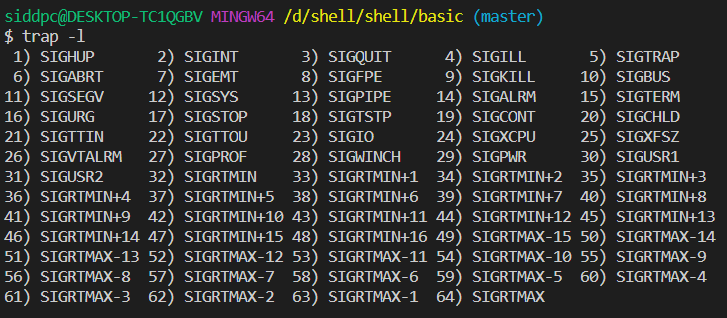 siddpc@DESKTOP-TC1QGBV MINGW64 /d/shell/shell/basic (master)
$ trap -l
 1) SIGHUP       2) SIGINT       3) SIGQUIT      4) SIGILL       5) SIGTRAP
 6) SIGABRT      7) SIGEMT       8) SIGFPE       9) SIGKILL     10) SIGBUS
11) SIGSEGV     12) SIGSYS      13) SIGPIPE     14) SIGALRM     15) SIGTERM
16) SIGURG      17) SIGSTOP     18) SIGTSTP     19) SIGCONT     20) SIGCHLD
21) SIGTTIN     22) SIGTTOU     23) SIGIO       24) SIGXCPU     25) SIGXFSZ
26) SIGVTALRM   27) SIGPROF     28) SIGWINCH    29) SIGPWR      30) SIGUSR1
31) SIGUSR2     32) SIGRTMIN    33) SIGRTMIN+1  34) SIGRTMIN+2  35) SIGRTMIN+3
36) SIGRTMIN+4  37) SIGRTMIN+5  38) SIGRTMIN+6  39) SIGRTMIN+7  40) SIGRTMIN+8
41) SIGRTMIN+9  42) SIGRTMIN+10 43) SIGRTMIN+11 44) SIGRTMIN+12 45) SIGRTMIN+13
46) SIGRTMIN+14 47) SIGRTMIN+15 48) SIGRTMIN+16 49) SIGRTMAX-15 50) SIGRTMAX-14
51) SIGRTMAX-13 52) SIGRTMAX-12 53) SIGRTMAX-11 54) SIGRTMAX-10 55) SIGRTMAX-9
56) SIGRTMAX-8  57) SIGRTMAX-7  58) SIGRTMAX-6  59) SIGRTMAX-5  60) SIGRTMAX-4
61) SIGRTMAX-3  62) SIGRTMAX-2  63) SIGRTMAX-1  64) SIGRTMAX